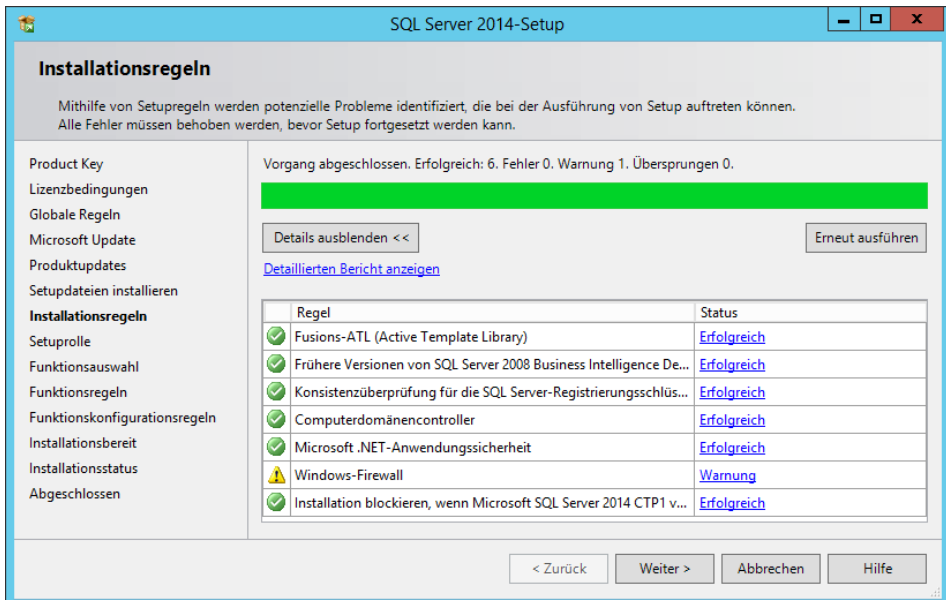 SQL Server 2014-Setup
Installationsregeln
Mithilfe von Setupregeln werden potenzielle Probleme identifiziert, die bei der Ausführung von Setup auftreten können.
Alle Fehler müssen behoben werden, bevor Setup fortgesetzt werden kann.
Product Key
Lizenzbedingungen
Globale Regeln
Microsoft Update
Produktupdates
Setupdateien installieren
Installationsregeln
Setuprolle
Funktionsauswahl
Funktionsregeln
Funktionskonfigurationsregeln
Installationsbereit
Installationsstatus
Abgeschlossen
Vorgang abgeschlossen. Erfolgreich: 6. Fehler 0. Warnung 1. Übersprungen 0.
Details ausblenden <<
Erneut ausführen
Detaillierten Bericht anzeigen
Regel Status
Fusions-ATL (Active Template Library) Erfolgreich
Frühere Versionen von SQL Server 2008 Business Intelligence De... Erfolgreich
Konsistenzüberprüfung für die SQL Server-Registrierungsschlüs... Erfolgreich
Computerdomänencontroller Erfolgreich
Microsoft .NET-Anwendungssicherheit Erfolgreich
Windows-Firewall Warnung
Installation blockieren, wenn Microsoft SQL Server 2014 CTP1 v... Erfolgreich
< Zurück Weiter > Abbrechen Hilfe